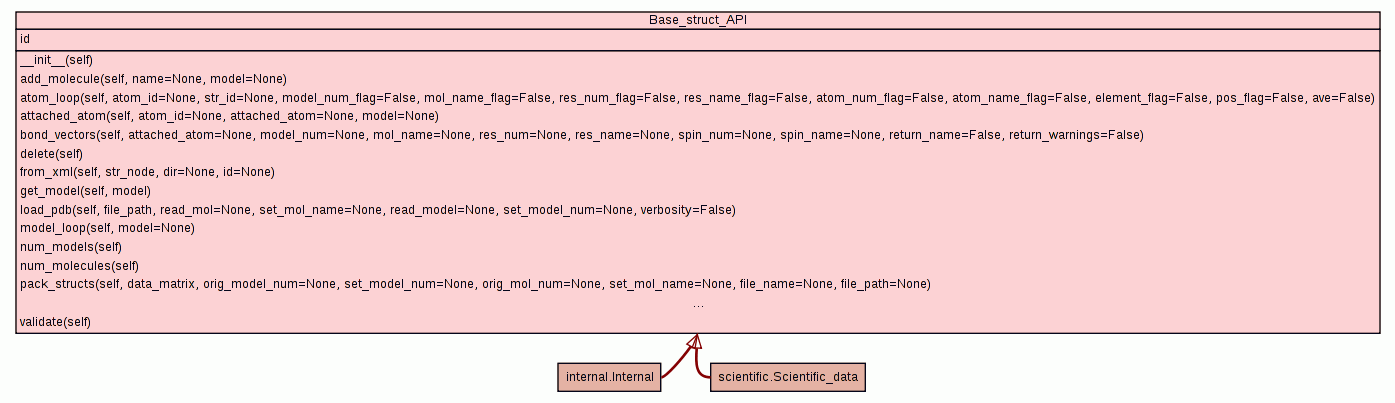 Base_struct_API
id
__init__(self)
add_molecule(self, name=None, model=None)
atom_loop(self, atom_id=None, str_id=None, model_num_flag=False, mol_name_flag=False, res_num_flag=False, res_name_flag=False, atom_num_flag=False, atom_name_flag=False, element_flag=False, pos_flag=False, ave=False)
attached_atom(self, atom_id=None, attached_atom=None, model=None)
bond_vectors(self, attached_atom=None, model_num=None, mol_name=None, res_num=None, res_name=None, spin_num=None, spin_name=None, return_name=False, return_warnings=False)
delete(self)
from_xml(self, str_node, dir=None, id=None)
get_model(self, model)
load_pdb(self, file_path, read_mol=None, set_mol_name=None, read_model=None, set_model_num=None, verbosity=False)
model_loop(self, model=None)
num_models(self)
num_molecules(self)
pack_structs(self, data_matrix, orig_model_num=None, set_model_num=None, orig_mol_num=None, set_mol_name=None, file_name=None, file_path=None)
...
validate(self)
internal.Internal
scientific.Scientific_data